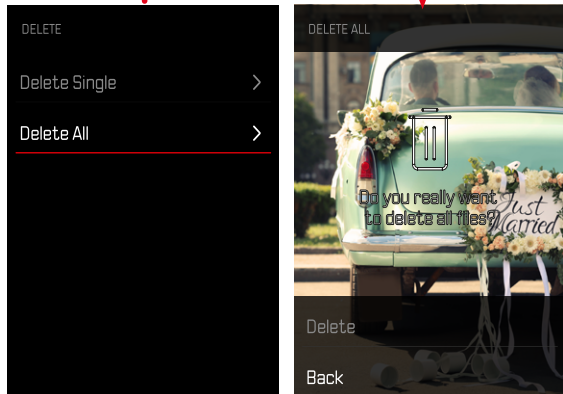 DELETE
Delete Single
Delete All
DELETE ALL
Do you really want
to delete all files?
Just
Married
Delete
Back